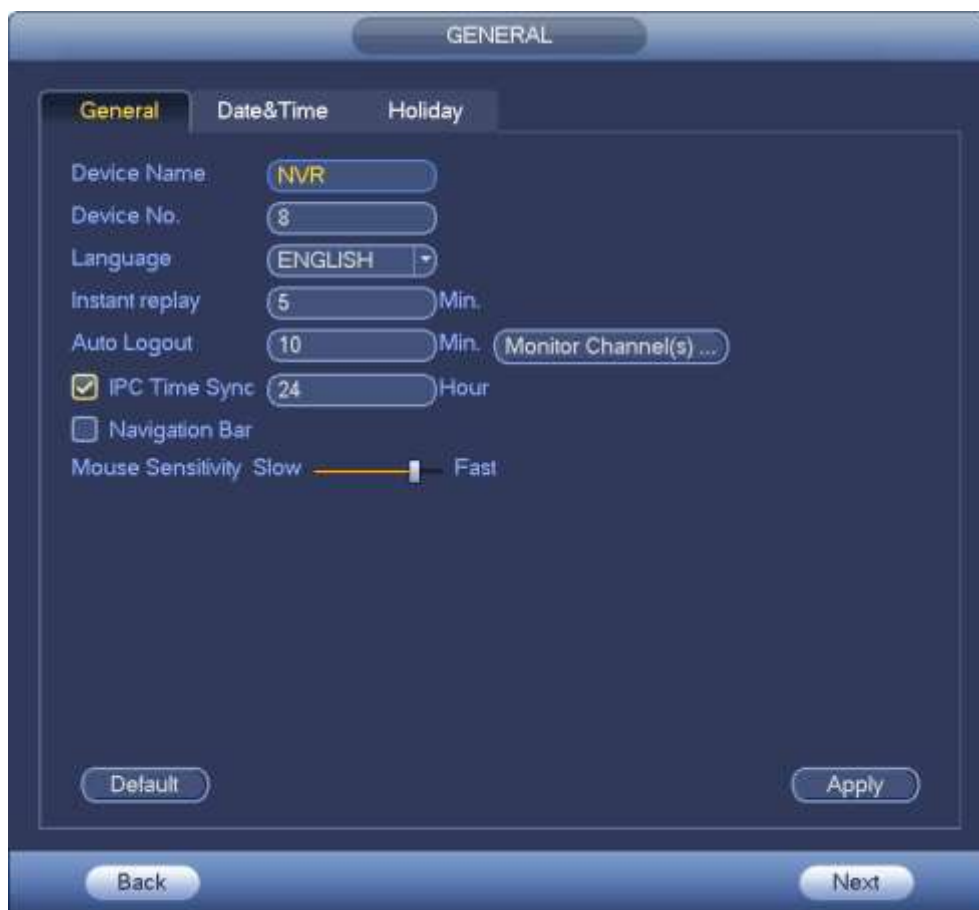 GENERAL
General Date&Time Holiday
Device Name NVR
Device No. 8
Language ENGLISH
Instant replay 5 Min.
Auto Logout 10 Min. Monitor Channel(s) ...
IPC Time Sync 24 Hour
Navigation Bar
Mouse Sensitivity Slow Fast
Default Apply
Back Next